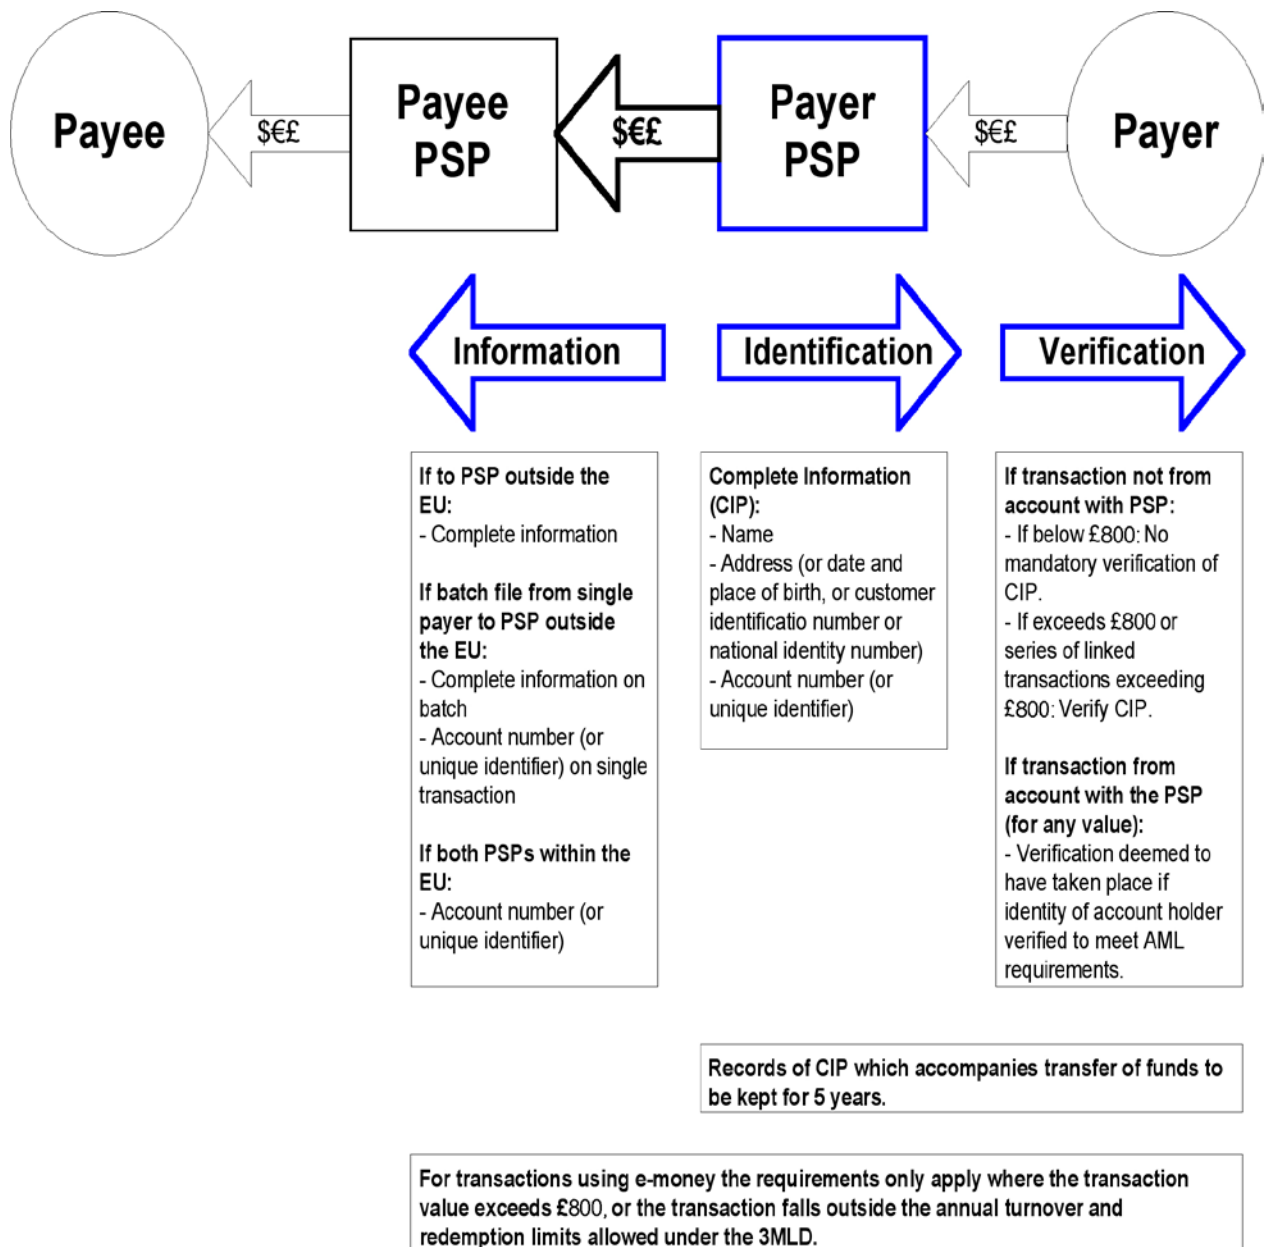 Payee
$€£
Payee
PSP
$€£
Payer
PSP
$€£
Payer
Information
Identification
Verification
If to PSP outside the
EU:
- Complete information
If batch file from single
payer to PSP outside
the EU:
- Complete information on
batch
- Account number (or
unique identifier) on single
transaction
If both PSPs within the
EU:
- Account number (or
unique identifier)
Complete Information
(CIP):
- Name
- Address (or date and
place of birth, or customer
identificatio number or
national identity number)
- Account number (or
unique identifier)
If transaction not from
account with PSP:
- If below £800: No
mandatory verification of
CIP.
- If exceeds £800 or
series of linked
transactions exceeding
£800: Verify CIP.
If transaction from
account with the PSP
(for any value):
- Verification deemed to
have taken place if
identity of account holder
verified to meet AML
requirements.
Records of CIP which accompanies transfer of funds to
be kept for 5 years.
For transactions using e-money the requirements only apply where the transaction
value exceeds £800, or the transaction falls outside the annual turnover and
redemption limits allowed under the 3MLD.